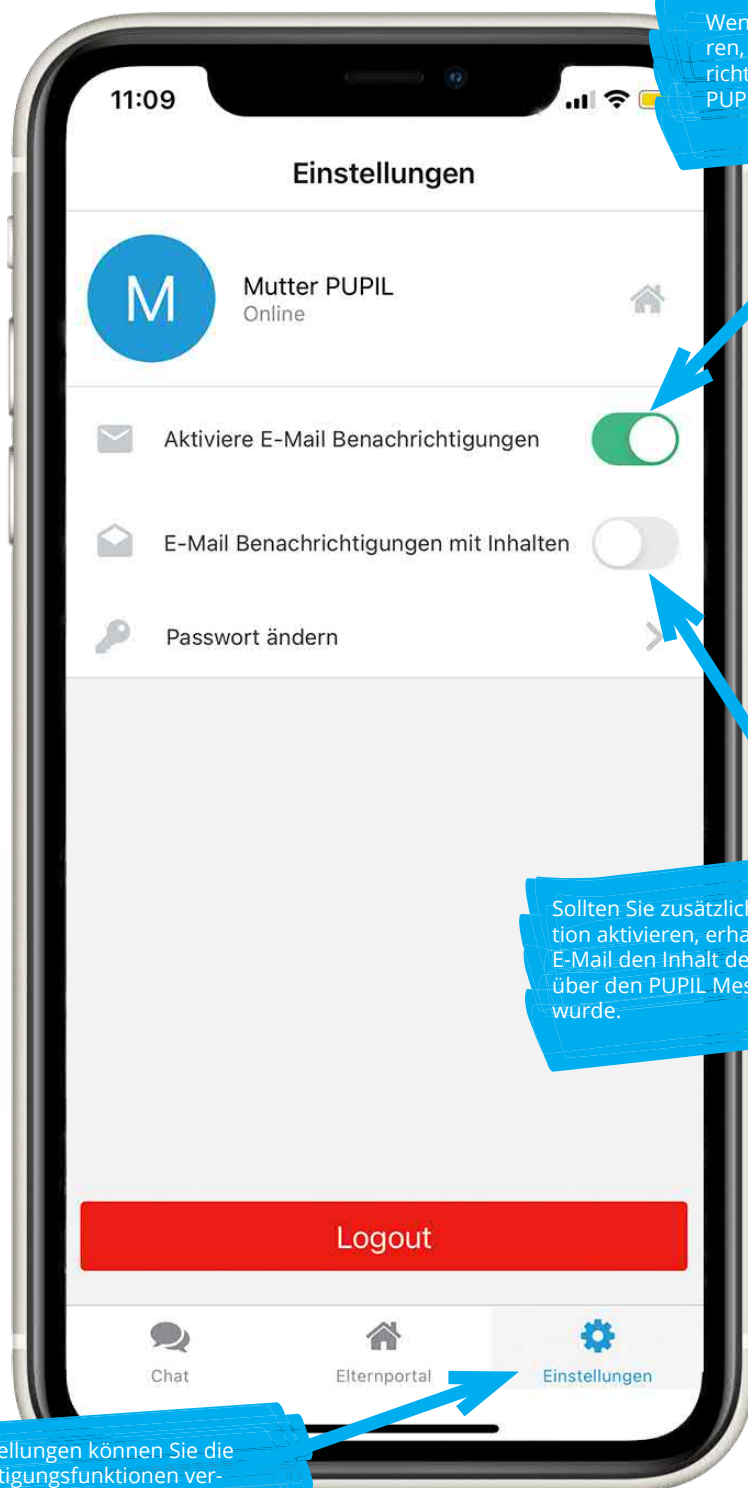 Wen
ren,
richt
PUP
11:09
Einstellungen
M
Mutter PUPIL
Online
Aktiviere E-Mail Benachrichtigungen
E-Mail Benachrichtigungen mit Inhalten
Passwort ändern
Sollten Sie zusätzlich
tion aktivieren, erha
E-Mail den Inhalt de
über den PUPIL Mes
wurde.
Logout
Chat
Elternportal
Einstellungen
ellungen können Sie die
tigungsfunktionen ver-